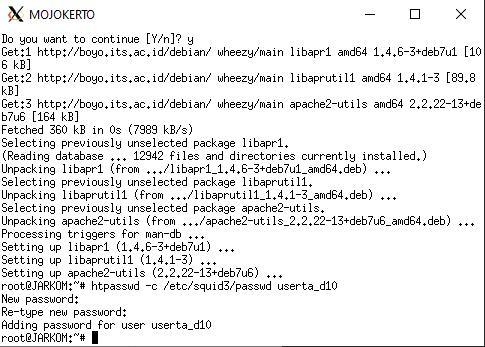 MOJOKERTO
Do you want to continue [Y/n]? y
Get:1 http://boyo.its.ac.id/debian/ wheezy/main libapr1 amd64 1.4.6-3+deb7u1 [10
6 kB]
Get:2 http://boyo.its.ac.id/debian/ wheezy/main libaprutil1 amd64 1.4.1-3 [89.8
kB]
Get:3 http://boyo.its.ac.id/debian/ wheezy/main apache2-utils amd64 2.2.22-13+de
b7u6 [164 kB]
Fetched 360 kB in 0s (7989 kB/s)
Selecting previously unselected package libapr1.
(Reading database ... 12942 files and directories currently installed.)
Unpacking libapr1 (from .../libapr1_1.4.6-3+deb7u1_amd64.deb) ...
Selecting previously unselected package libaprutil1.
Unpacking libaprutil1 (from .../libaprutil1_1.4.1-3_amd64.deb) ...
Selecting previously unselected package apache2-utils.
Unpacking apache2-utils (from .../apache2-utils_2.2.22-13+deb7u6_amd64.deb) ...
Processing triggers for man-db ...
Setting up libapr1 (1.4.6-3+deb7u1) ...
Setting up libaprutil1 (1.4.1-3) ...
Setting up apache2-utils (2.2.22-13+deb7u6) ...
root@JARKOM:~# htpasswd -c /etc/squid3/passwd userta_d10
New password:
Re-type new password:
Adding password for user userta_d10
root@JARKOM:~#